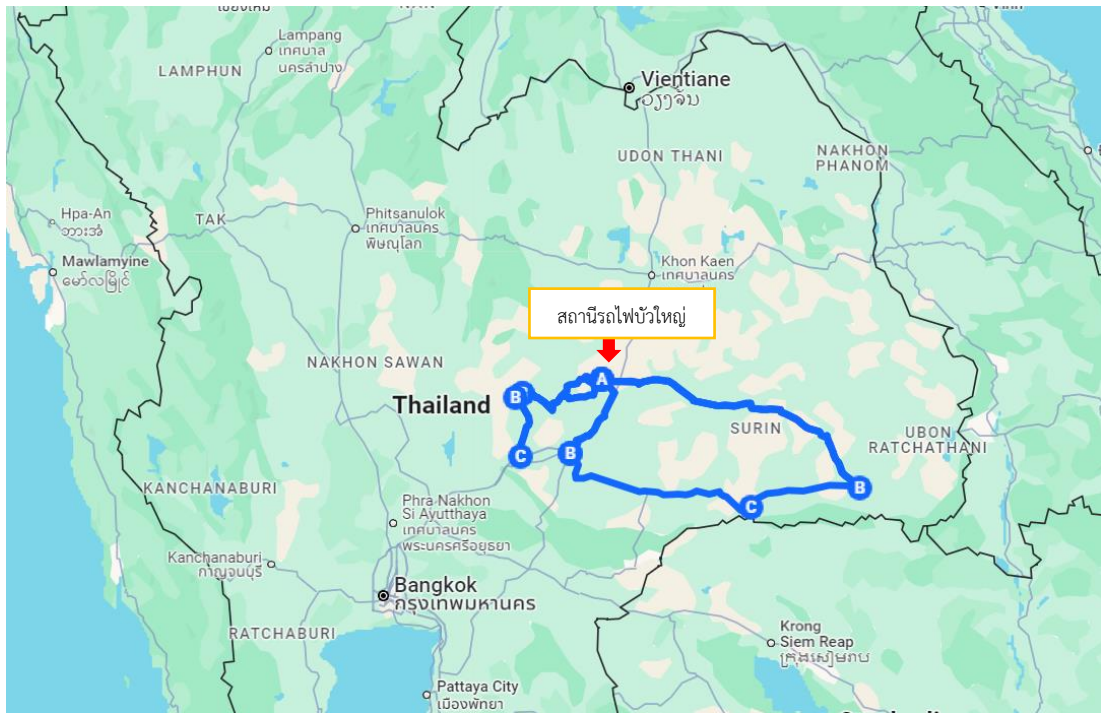 Lampang
เทศบาล
นครลำปาง
LAMPHUN
Vientiane
ວຽງຈັນ
UDON THANI
NAKHON
PHANOM
Hpa-An
ဘားအံ
TAK
Phitsanulok
เทศบาลนคร
พิษณุโลก
Mawlamyine
မော်လမြိုင်
Khon Kaen
เทศบาลนคร
สถานีรถไฟบัวใหญ่
NAKHON SAWAN
A
B
Thailand
SURIN
UBON
RATCHATHANI
B
C
B
C
KANCHANABURI
Phra Nakhon
Si Ayutthaya
เทศบาลนคร
พระนครศรีอยุธยา
Kanchanaburi
กาญจนบุรี
Bangkok
กรุงเทพมหานคร
RATCHABURI
Krong
Siem Reap
ក្រុងសៀមរាប
Pattaya City
เมืองพัทยา